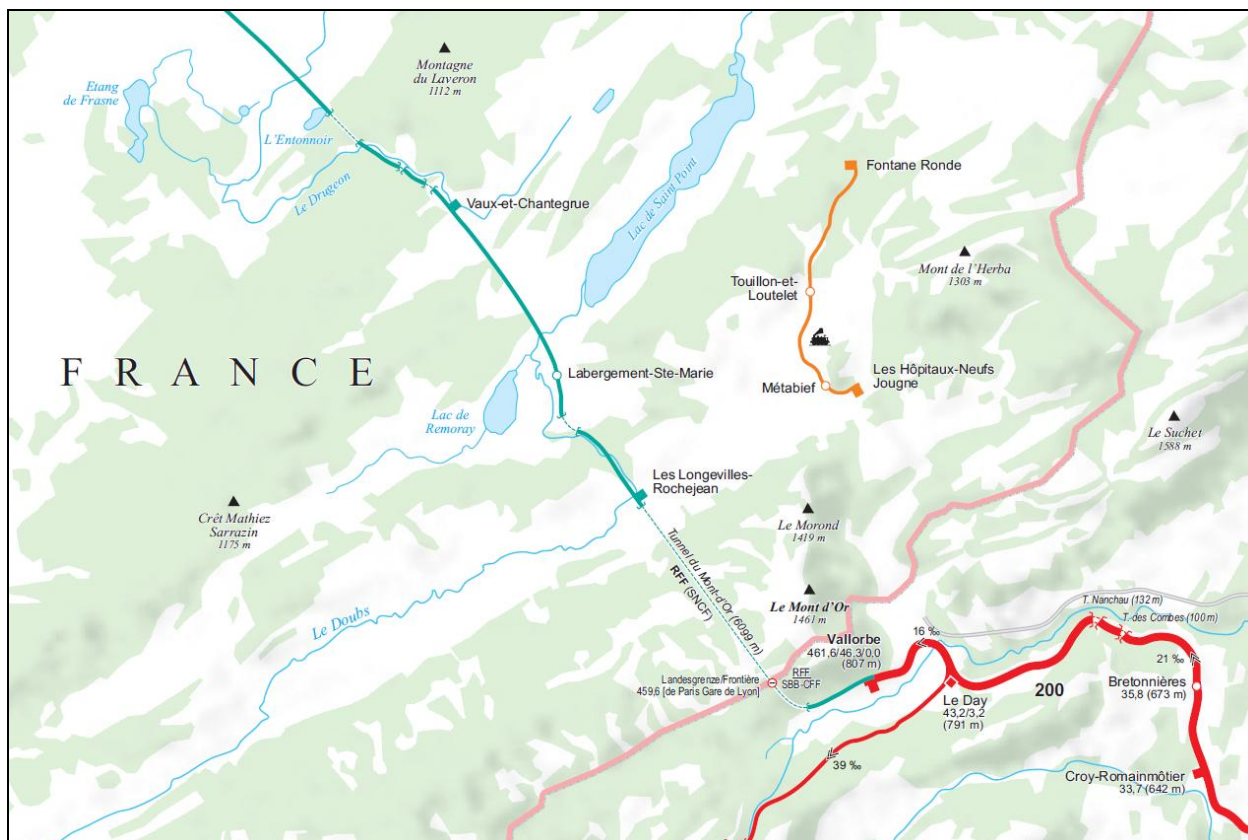 Montagne
du Laveron
1112 m
Etang
de Frasne
L'Entonnoir
Le Drugeon
Vaux-et-Chantegrue
Lac de Saint Point
Fontane Ronde
Mont de l'Herba
1303 m
Touillon-et-
Loutelet
FRANCE
Labergement-Ste-Marie
Les Hôpitaux-Neufs
Jougne
Métabief
Lac de
Remoray
Le Suchet
1588 m
Les Longevilles-
Rochejean
Crêt Mathiez
Sarrazin
1175 m
Le Morond
1419 m
Tunnel du Mont-d'Or (6099 m)
RFF (SNCF)
Le Doubs
Le Mont d'Or
1461 m
T. Nanchau (132 m)
T. des Combes (100 m)
Vallorbe
461,6/46,3/0,0
(807 m)
16 ‰
21 ‰
Landesgrenze/Frontière
459,6 [de Paris Gare de Lyon]
RFF
SBB-CFF
Bretonnières
35,8 (673 m)
200
Le Day
43,2/3,2
(791 m)
39 ‰
Croy-Romainmôtier
33,7 (642 m)